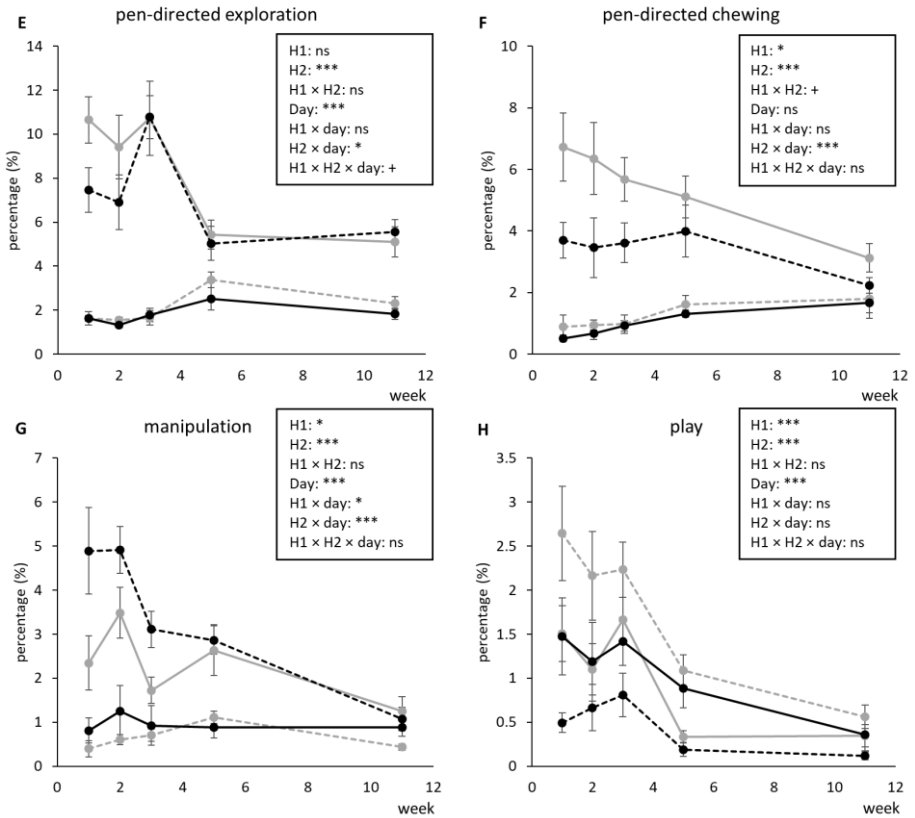 E pen-directed exploration
14
12
10
8
6
4
2
0
percentage (%)
0 2 4 6 8 10 12
week
H1: ns
H2: ***
H1 × H2: ns
Day: ***
H1 × day: ns
H2 × day: *
H1 × H2 × day: +
F pen-directed chewing
10
8
6
4
2
0
percentage (%)
0 2 4 6 8 10 12
week
H1: *
H2: ***
H1 × H2: +
Day: ns
H1 × day: ns
H2 × day: ***
H1 × H2 × day: ns
G manipulation
7
6
5
4
3
2
1
0
percentage (%)
0 2 4 6 8 10 12
week
H1: *
H2: ***
H1 × H2: ns
Day: ***
H1 × day: *
H2 × day: ***
H1 × H2 × day: ns
H play
3.5
3
2.5
2
1.5
1
0.5
0
percentage (%)
0 2 4 6 8 10 12
week
H1: ***
H2: ***
H1 × H2: ns
Day: ***
H1 × day: ns
H2 × day: ns
H1 × H2 × day: ns